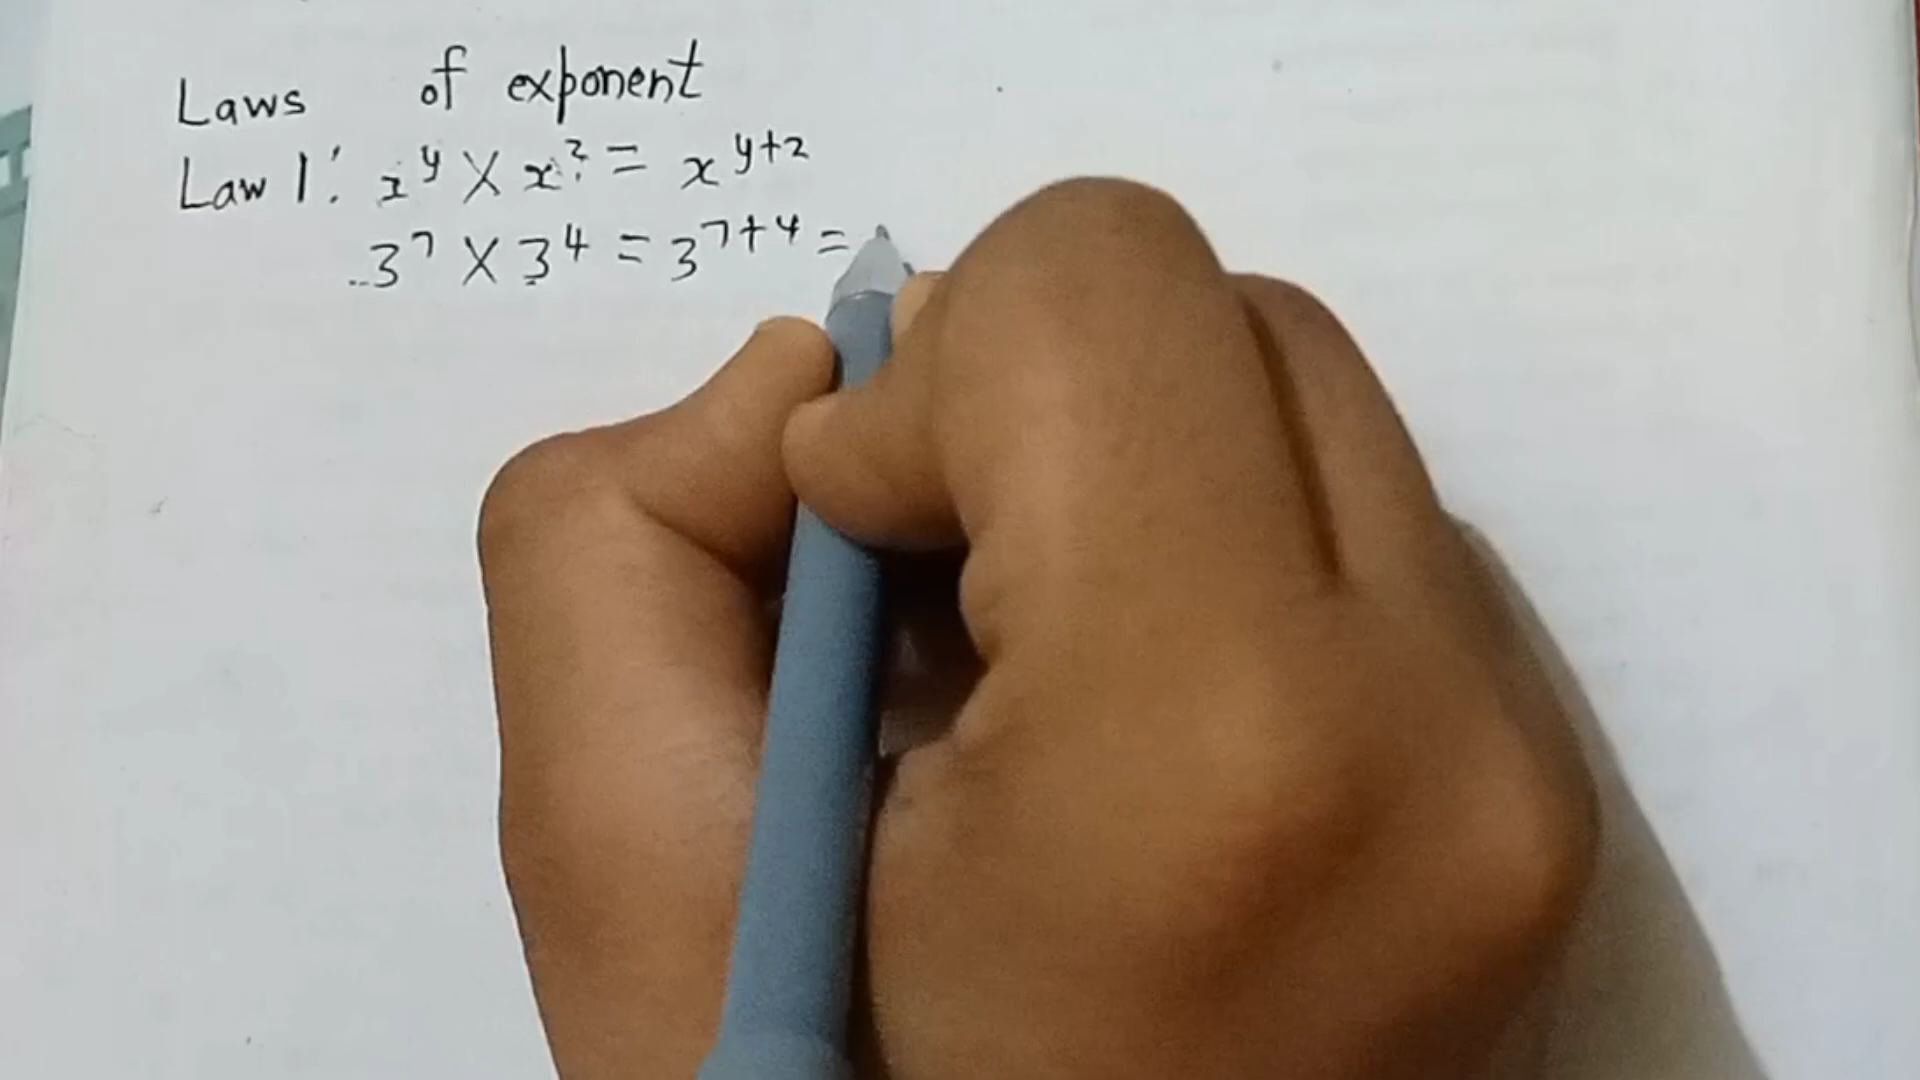 Laws of exponent
Law 1: x^y × x^z = x^{y+z}
3^7 × 3^4 = 3^{7+4} =